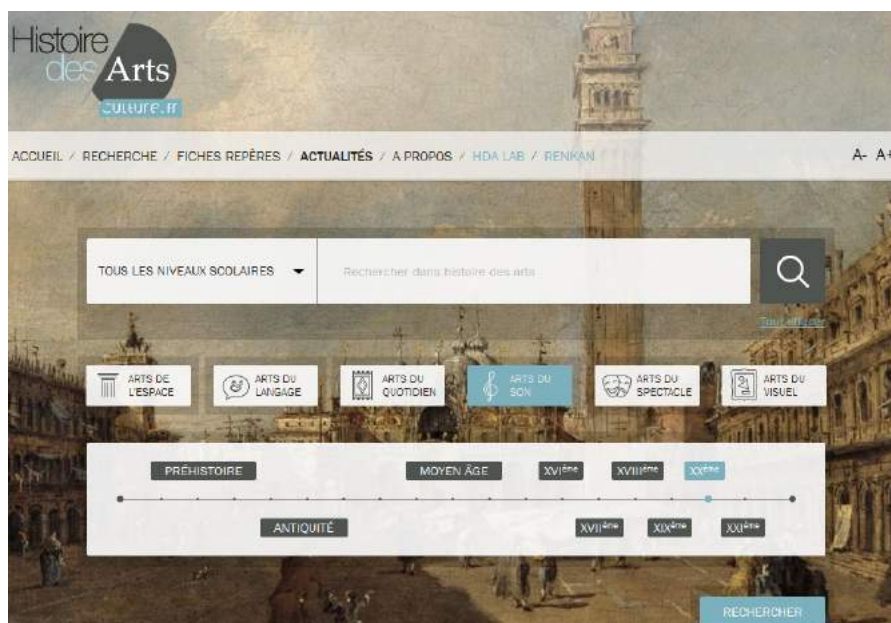 Histoire
des Arts
culture.fr
ACCUEIL / RECHERCHE / FICHES REPÈRES / ACTUALITÉS / A PROPOS / HDA LAB / RENKAN
A- A+
TOUS LES NIVEAUX SCOLAIRES
Rechercher dans histoire des arts
Tout effacer
ARTS DE
L'ESPACE
ARTS DU
LANGAGE
ARTS DU
QUOTIDIEN
ARTS DU
SON
ARTS DU
SPECTACLE
ARTS DU
VISUEL
PRÉHISTOIRE
MOYEN ÂGE
XVIème
XVIIIème
XXème
ANTIQUITÉ
XVIIème
XIXème
XXIème
RECHERCHER